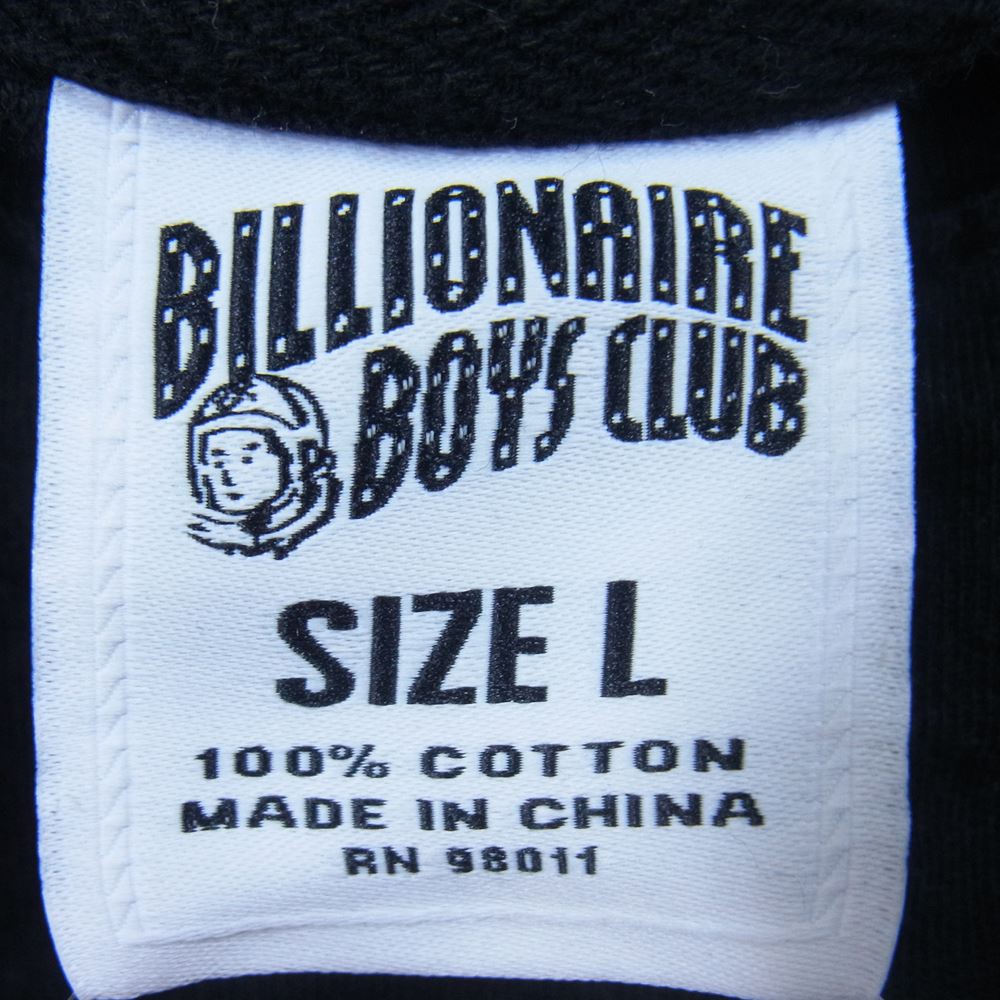 BILLIONAIRE
BOYS CLUB
SIZE L
100% COTTON
MADE IN CHINA
RN 98011